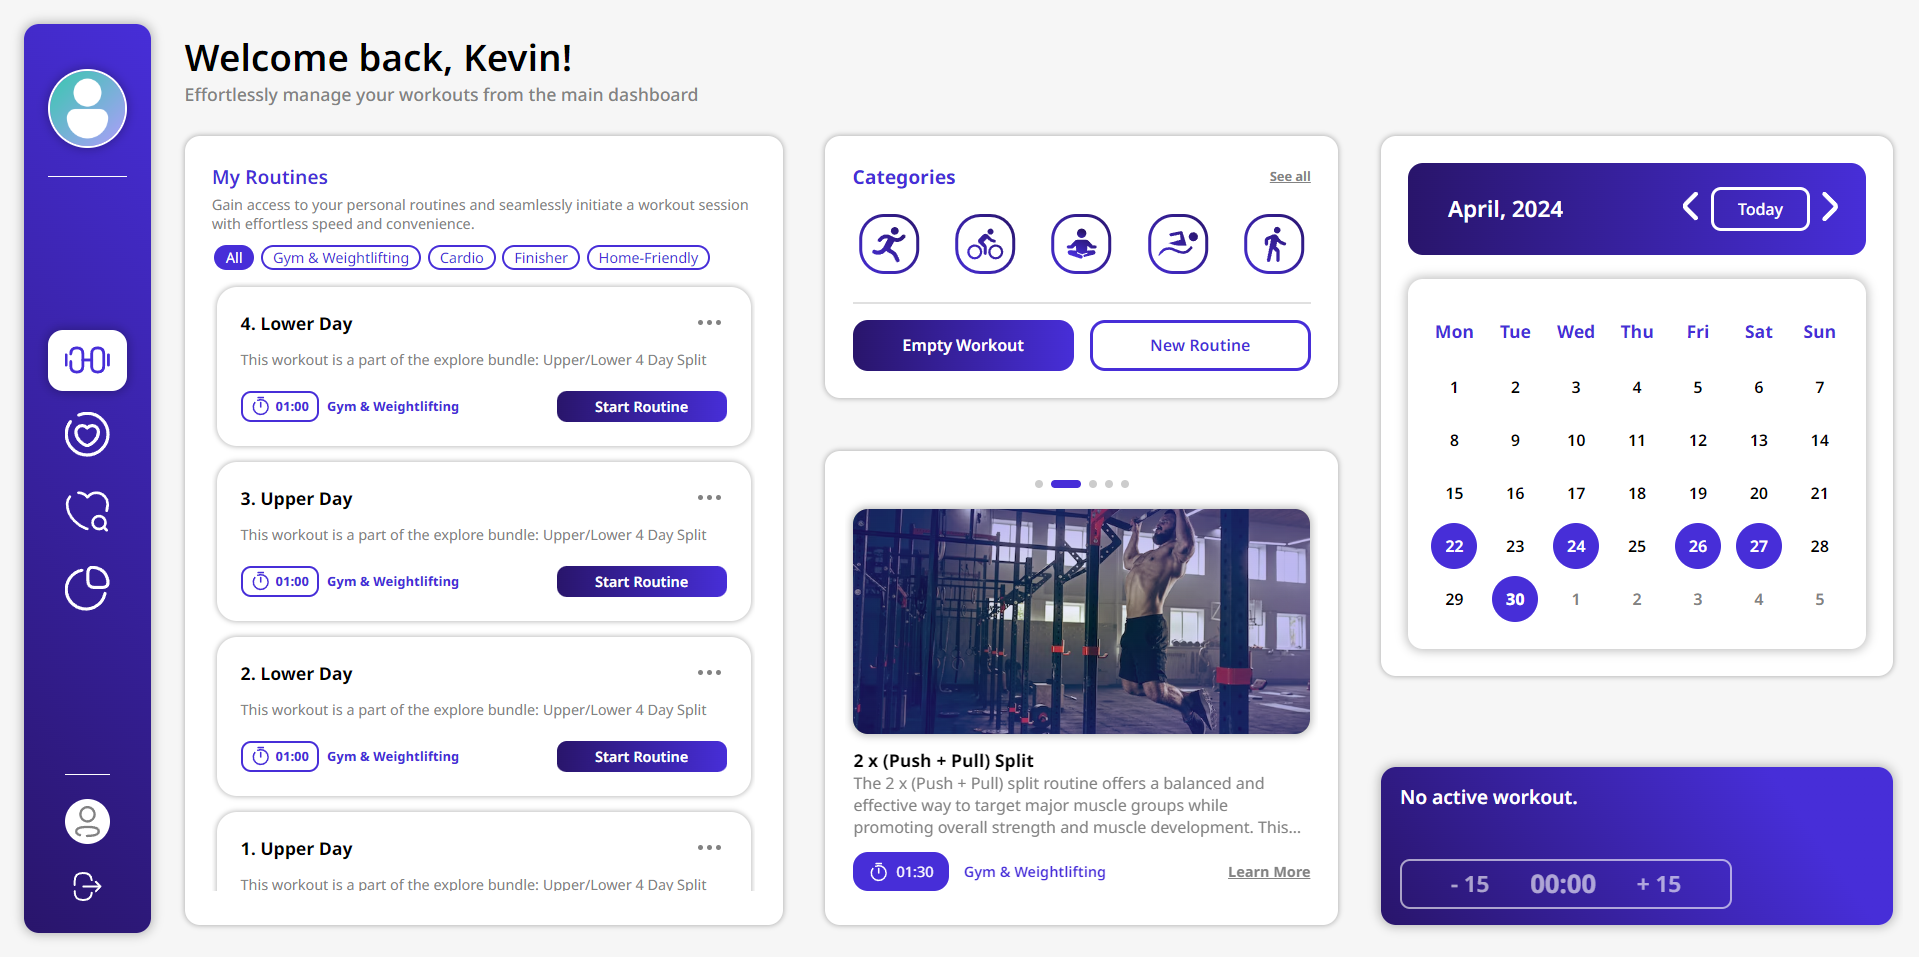 Welcome back, Kevin!
Effortlessly manage your workouts from the main dashboard
My Routines
Gain access to your personal routines and seamlessly initiate a workout session
with effortless speed and convenience.
All Gym & Weightlifting Cardio Finisher Home-Friendly
4. Lower Day
This workout is a part of the explore bundle: Upper/Lower 4 Day Split
01:00 Gym & Weightlifting Start Routine
3. Upper Day
This workout is a part of the explore bundle: Upper/Lower 4 Day Split
01:00 Gym & Weightlifting Start Routine
2. Lower Day
This workout is a part of the explore bundle: Upper/Lower 4 Day Split
01:00 Gym & Weightlifting Start Routine
1. Upper Day
This workout is a part of the explore bundle: Upper/Lower 4 Day Split
Categories See all
Empty Workout New Routine
2 x (Push + Pull) Split
The 2 x (Push + Pull) split routine offers a balanced and
effective way to target major muscle groups while
promoting overall strength and muscle development. This...
01:30 Gym & Weightlifting Learn More
April, 2024 Today
Mon Tue Wed Thu Fri Sat Sun
1 2 3 4 5 6 7
8 9 10 11 12 13 14
15 16 17 18 19 20 21
22 23 24 25 26 27 28
29 30 1 2 3 4 5
No active workout.
- 15 00:00 + 15